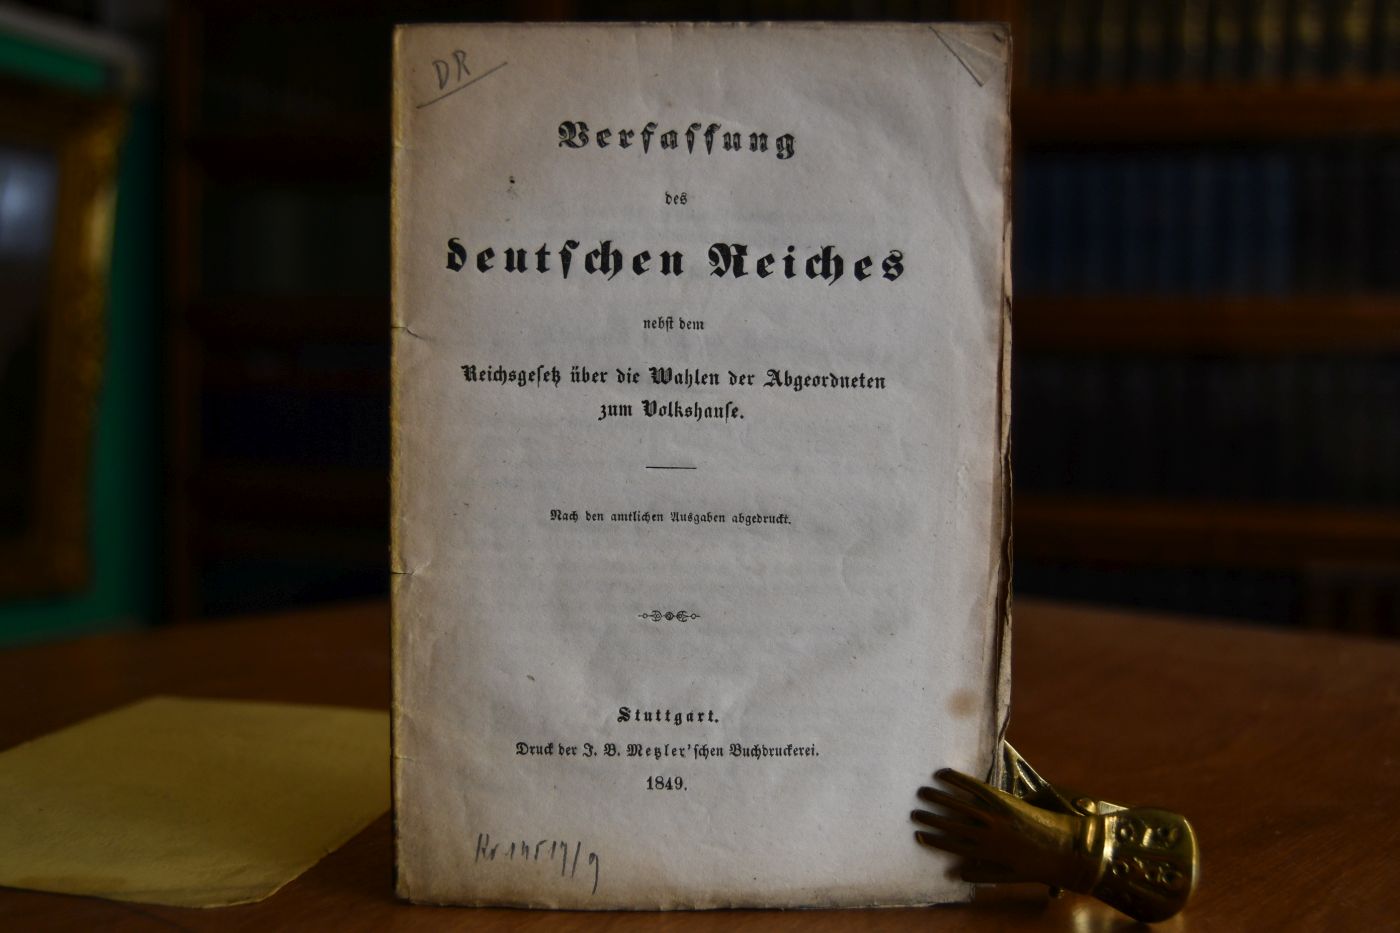 DR
Verfassung
des
deutschen Reiches
nebst dem
Reichsgesetz über die Wahlen der Abgeordneten
zum Volkshause.
Nach den amtlichen Ausgaben abgedruckt.
Stuttgart.
Druck der J. B. Metzler'schen Buchdruckerei.
1849.